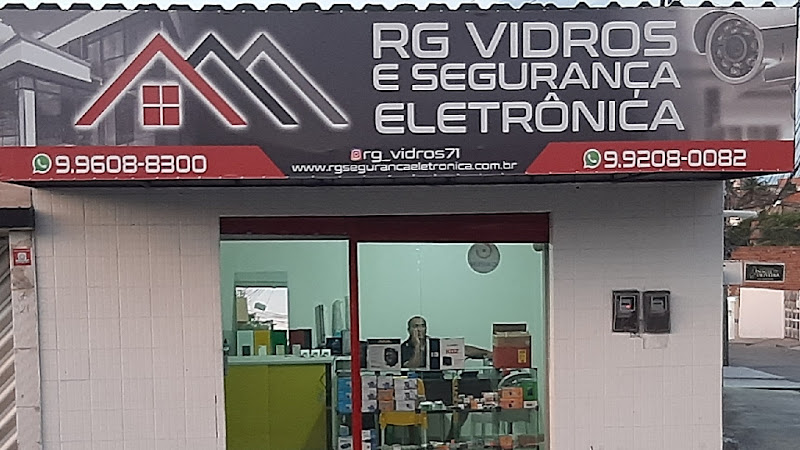 RG VIDROS
E SEGURANÇA
ELETRÔNICA
9.9608-8300
rg_vidros71
www.rgsegurancaeletronica.com.br
9.9208-0082